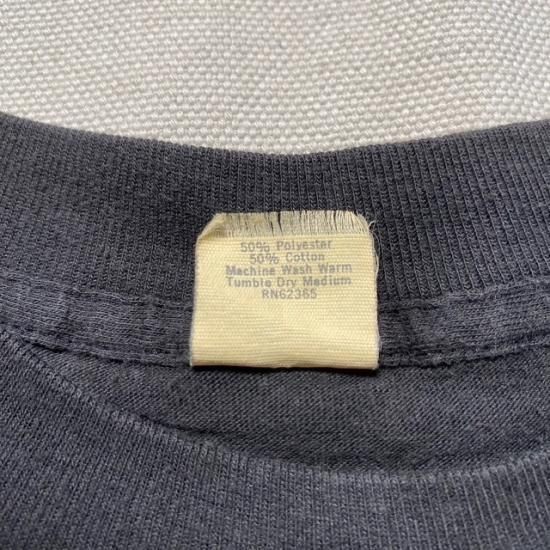 50% Polyester
50% Cotton
Machine Wash Warm
Tumble Dry Medium
RN62365